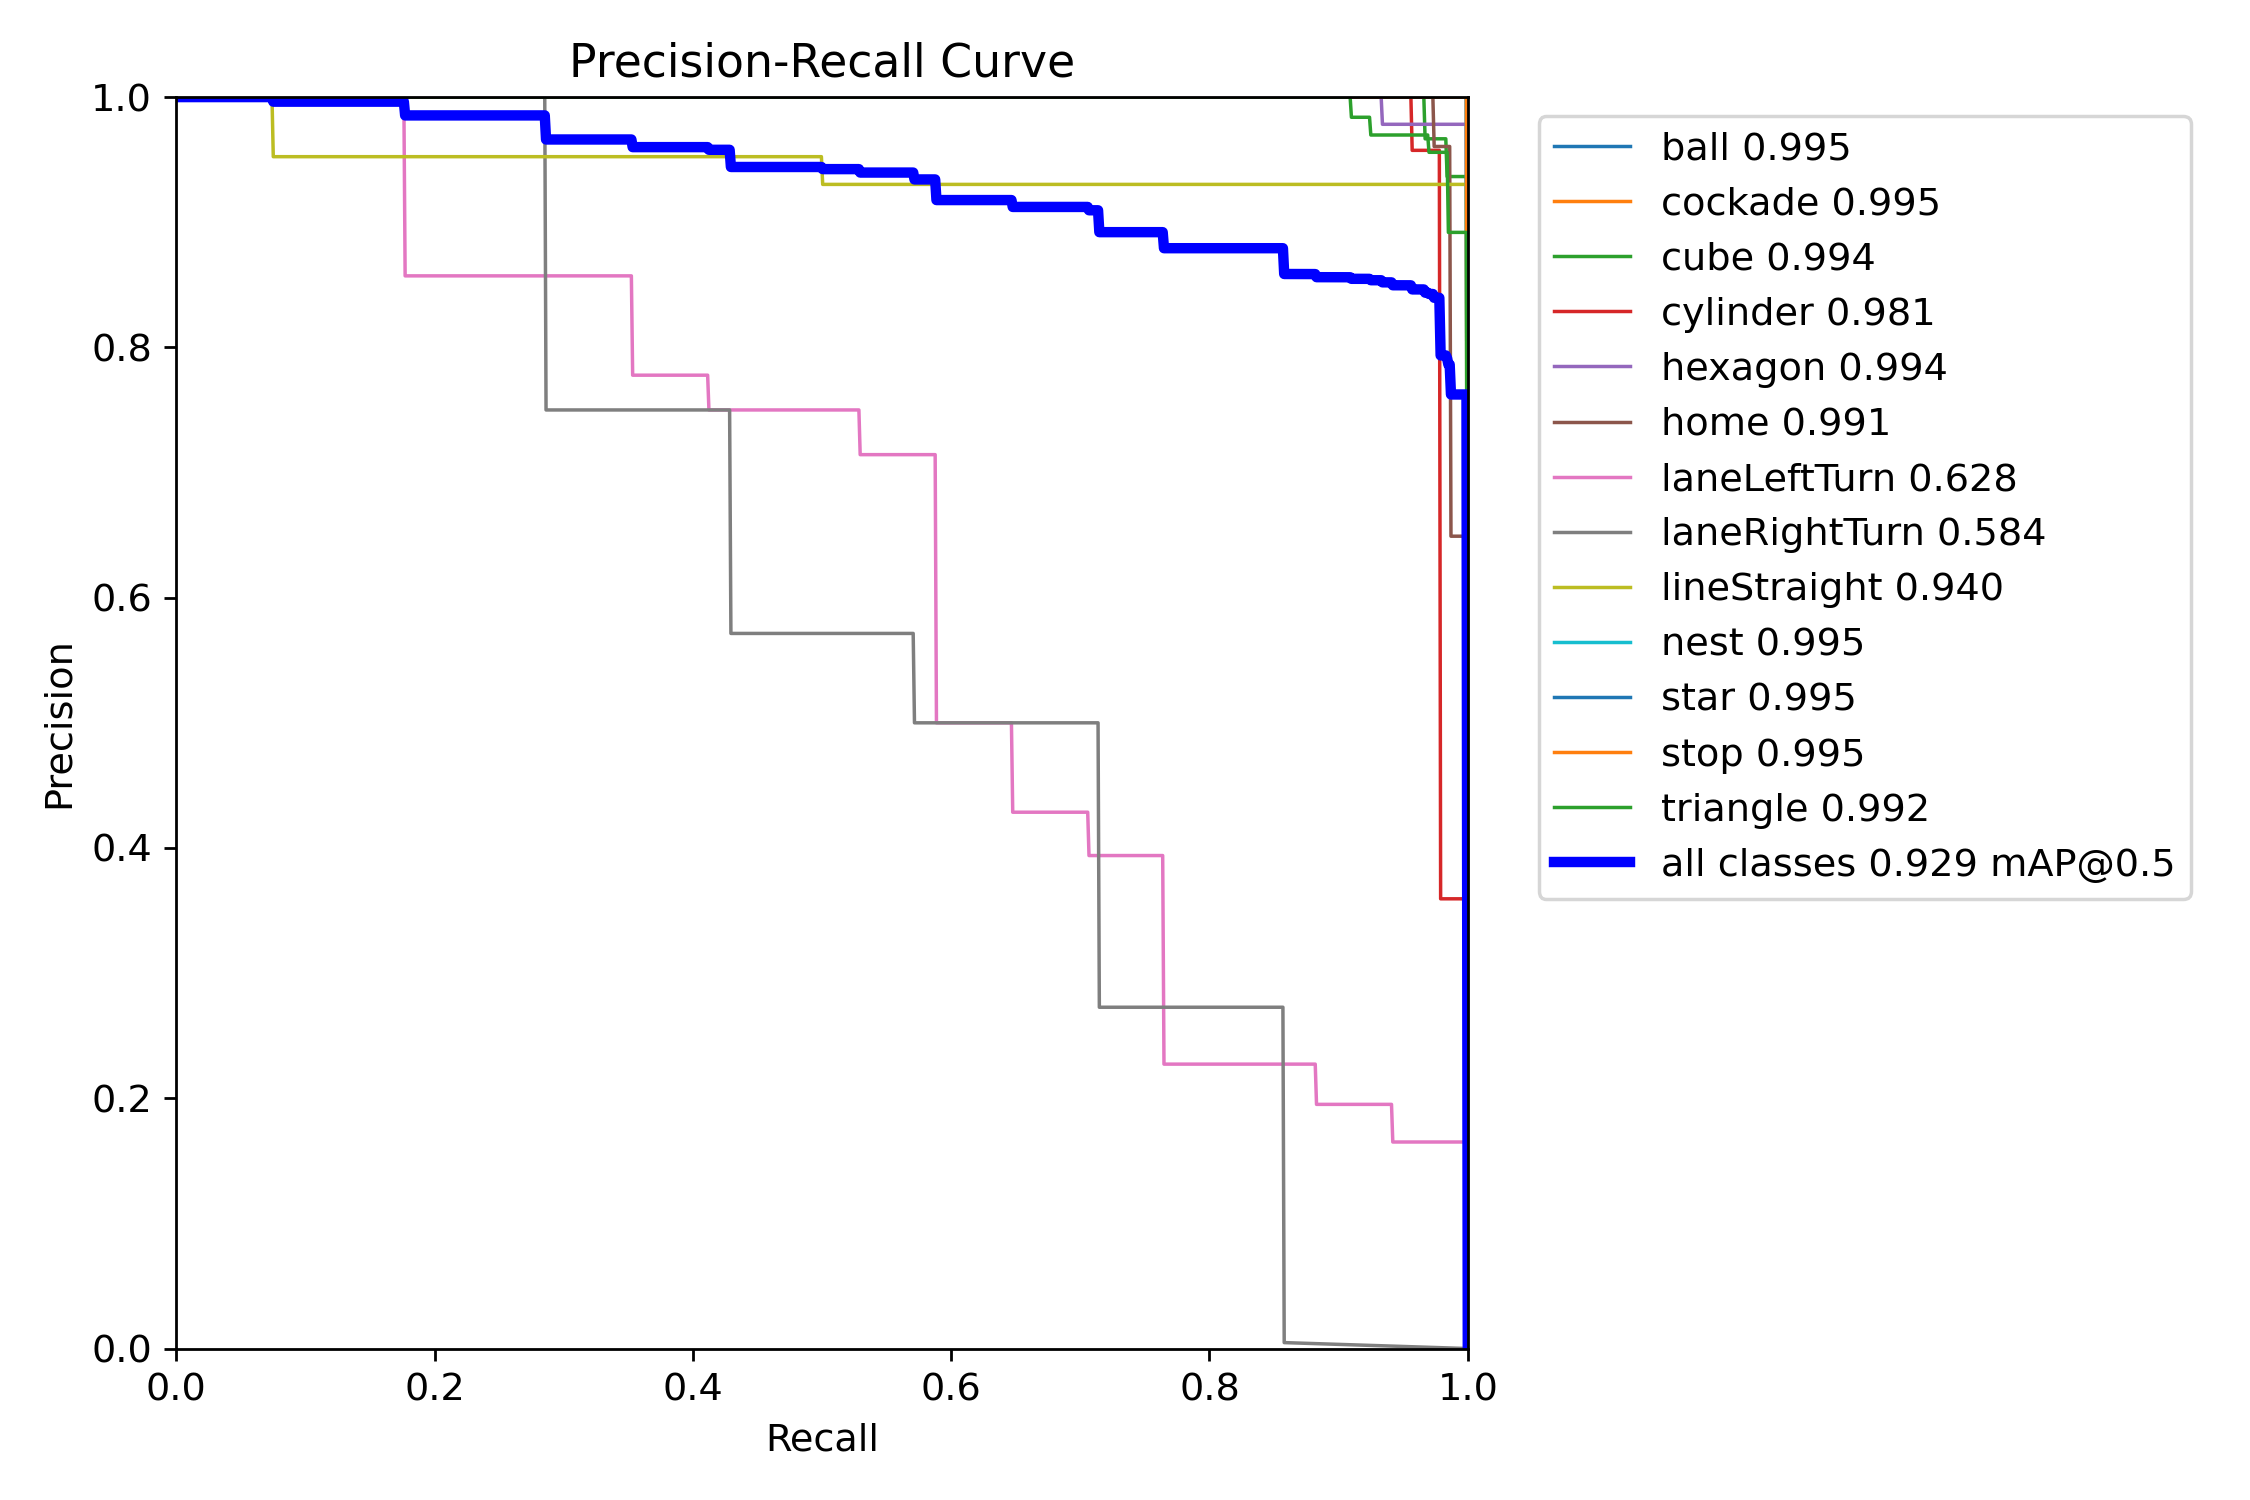 Precision-Recall Curve
1.0
0.8
0.6
0.4
0.2
0.0
Precision
0.0 0.2 0.4 0.6 0.8 1.0
Recall
ball 0.995
cockade 0.995
cube 0.994
cylinder 0.981
hexagon 0.994
home 0.991
laneLeftTurn 0.628
laneRightTurn 0.584
lineStraight 0.940
nest 0.995
star 0.995
stop 0.995
triangle 0.992
all classes 0.929 mAP@0.5